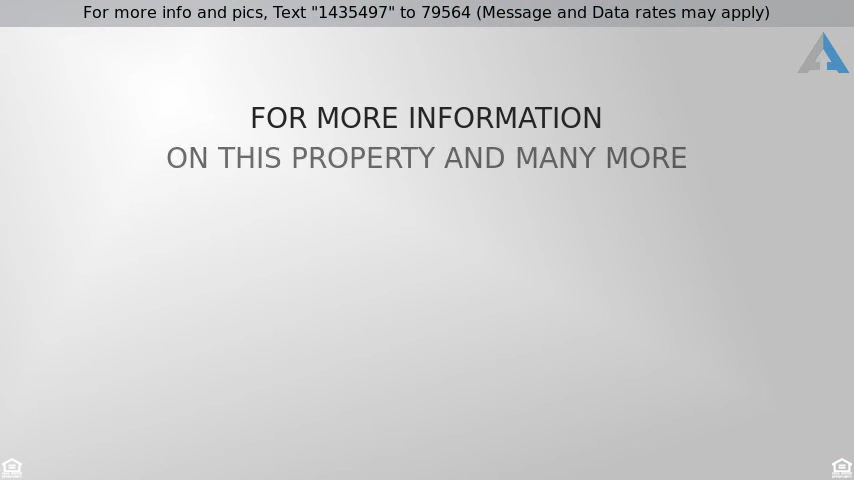 For more info and pics, Text "1435497" to 79564 (Message and Data rates may apply)
FOR MORE INFORMATION
ON THIS PROPERTY AND MANY MORE